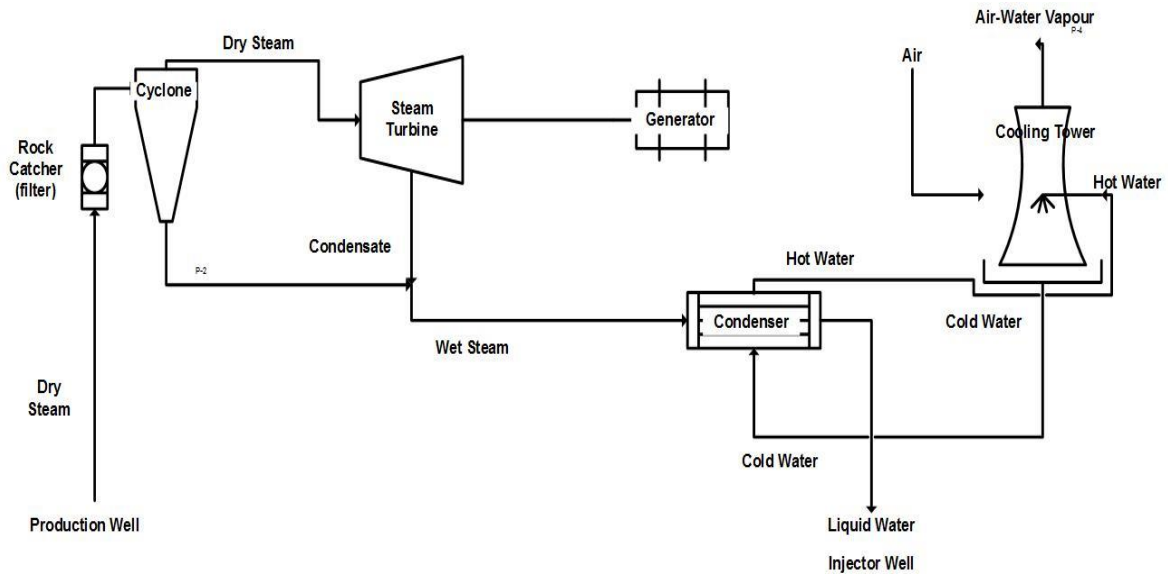 Air-Water Vapour
P-4
Dry Steam
Air
Cyclone
Steam
Turbine
Generator
Cooling Tower
Rock
Catcher
(filter)
Hot Water
Condensate
P-2
Hot Water
Condenser
Cold Water
Wet Steam
Dry
Steam
Cold Water
Production Well
Liquid Water
Injector Well